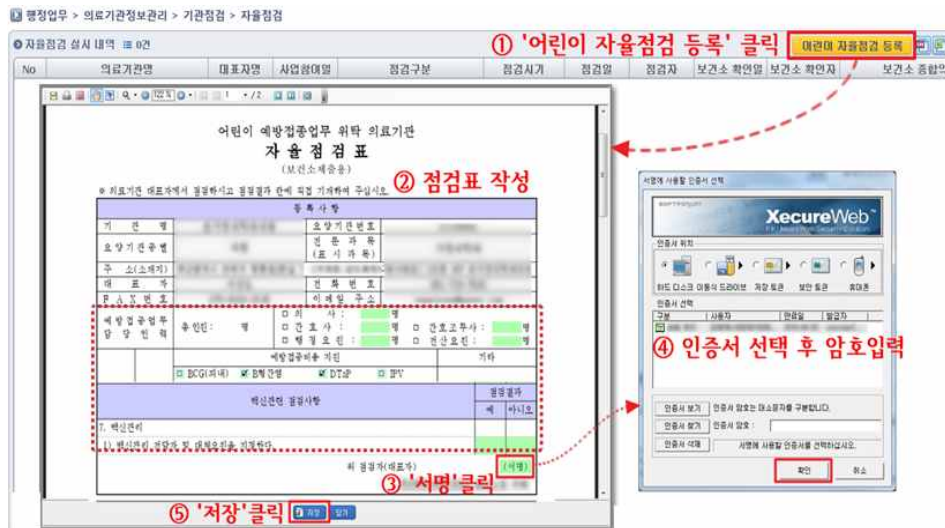 행정업무 > 의료기관정보관리 > 기관점검 > 자율점검
자율점검 실시 내역 0건
① '어린이 자율점검 등록' 클릭
어린이 자율점검 등록
No 의료기관명 대표자명 사업참여일 점검구분 점검시기 점검일 점검자 보건소 확인일 보건소 확인자 보건소 종합의
1 / 2
어린이 예방접종업무 위탁 의료기관
자율점검표
(보건소제출용)
② 점검표 작성
※ 의료기관 대표자께서 점검하시고 점검결과 란에 직접 기재하여 주십시오.
등록사항
기 관 명 요양기관번호
요양기관종별 전 문 과 목
(표 시 과 목)
주 소(소재지)
대 표 자 전 화 번 호
FAX번호 이메일 주소
예방접종업무
담 당 인 력
총인원: 명
□ 의 사 : 명
□ 간 호 사 : 명 □ 간호조무사 : 명
□ 행 정 요 원 : 명 □ 전산요원 : 명
예방접종비용 지원 기타
BCG(피내) B형간염 DTaP IPV
백신관련 점검사항 점검결과
예 아니오
7. 백신관리
1) 백신관리 전담자 및 대체요원을 지정하다.
위 점검자(대표자) (서명)
③ '서명'클릭
⑤ '저장'클릭 저장 닫기
서명에 사용할 인증서 선택
SOFTFORUM
XecureWeb™
인증서 위치
하드 디스크 이동식 드라이브 저장 토큰 보안 토큰 휴대폰
인증서 선택
구분 사용자 만료일 발급자
④ 인증서 선택 후 암호입력
인증서 보기 인증서 암호는 대소문자를 구분합니다.
인증서 찾기 인증서 암호 :
인증서 삭제 서명에 사용할 인증서를 선택하십시오.
확인 취소